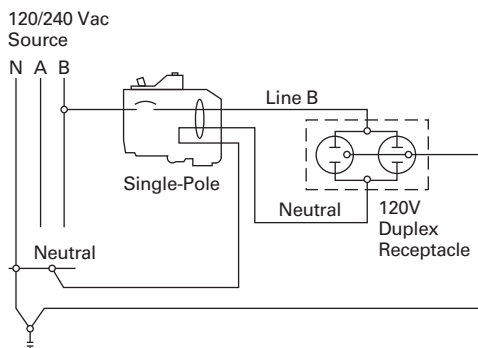 120/240 Vac
Source
N A B
Line B
Single-Pole
Neutral
120V
Duplex
Receptacle
Neutral